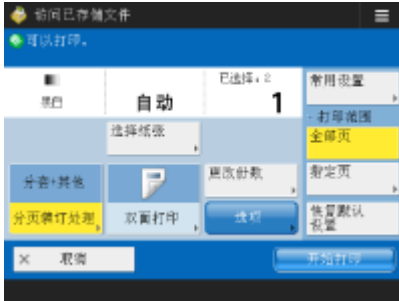 访问已存储文件
可以打印。
黑白
自动
已选择：2
1
常用设置
选择纸张
- 打印范围
全部页
分套+其他
更改份数
指定页
分页装订处理
双面打印
选项
恢复默认
设置
× 取消
开始打印